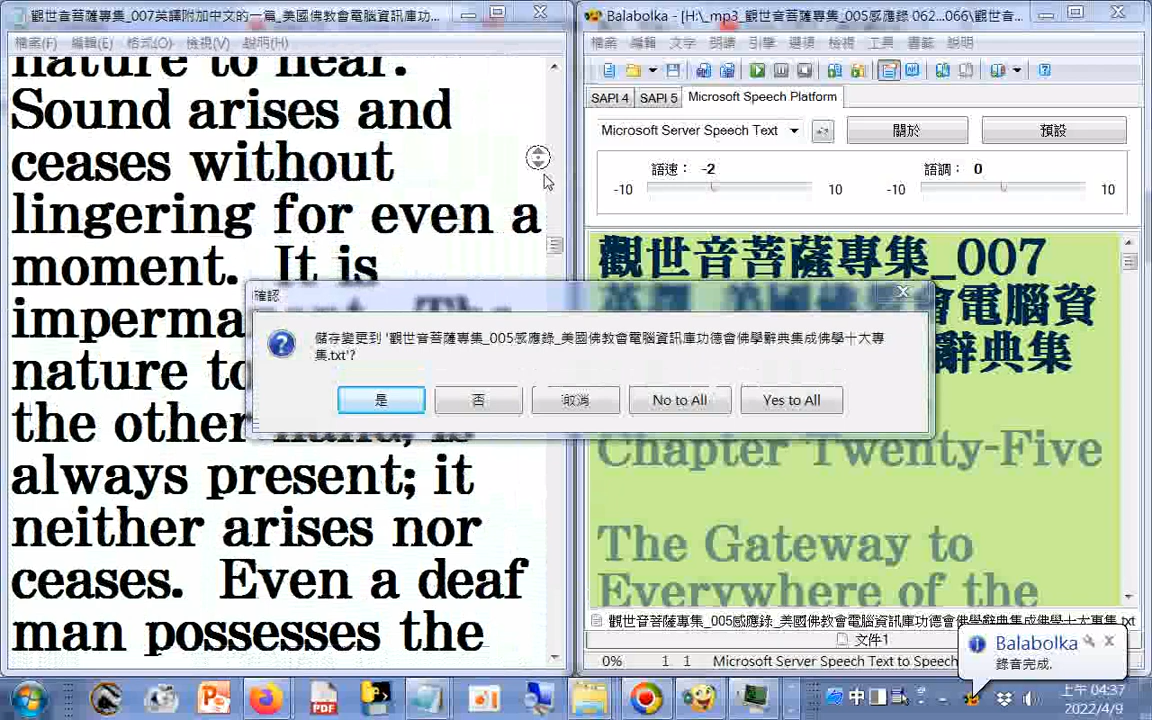 觀世音菩薩專集_007英譯附加中文的一篇_美國佛教會電腦資訊庫功...
檔案(F) 編輯(E) 格式(O) 檢視(V) 說明(H)
nature to hear.
Sound arises and
ceases without
lingering for even a
moment. It is
imperma
nature to
the other hand, is
always present; it
neither arises nor
ceases. Even a deaf
man possesses the
Balabolka - [H:\_mp3_觀世音菩薩專集_005感應錄 062...066\觀世音...
檔案 編輯 文字 朗讀 引擎 選項 檢視 工具 書籤 說明
SAPI 4 SAPI 5 Microsoft Speech Platform
Microsoft Server Speech Text
關於 預設
語速: -2 語調: 0
-10 10 -10 10
觀世音菩薩專集_007
會電腦資
辭典集
Chapter Twenty-Five
The Gateway to
Everywhere of the
觀世音菩薩專集_005感應錄_美國佛教會電腦資訊庫功德會佛學辭典集成佛學十大專集.txt
文件1
0% 1 : 1 Microsoft Server Speech Text to Speech
確認
儲存變更到 '觀世音菩薩專集_005感應錄_美國佛教會電腦資訊庫功德會佛學辭典集成佛學十大專
集.txt'?
是 否 取消 No to All Yes to All
Balabolka
錄音完成.
中
上午 04:37
2022/4/9